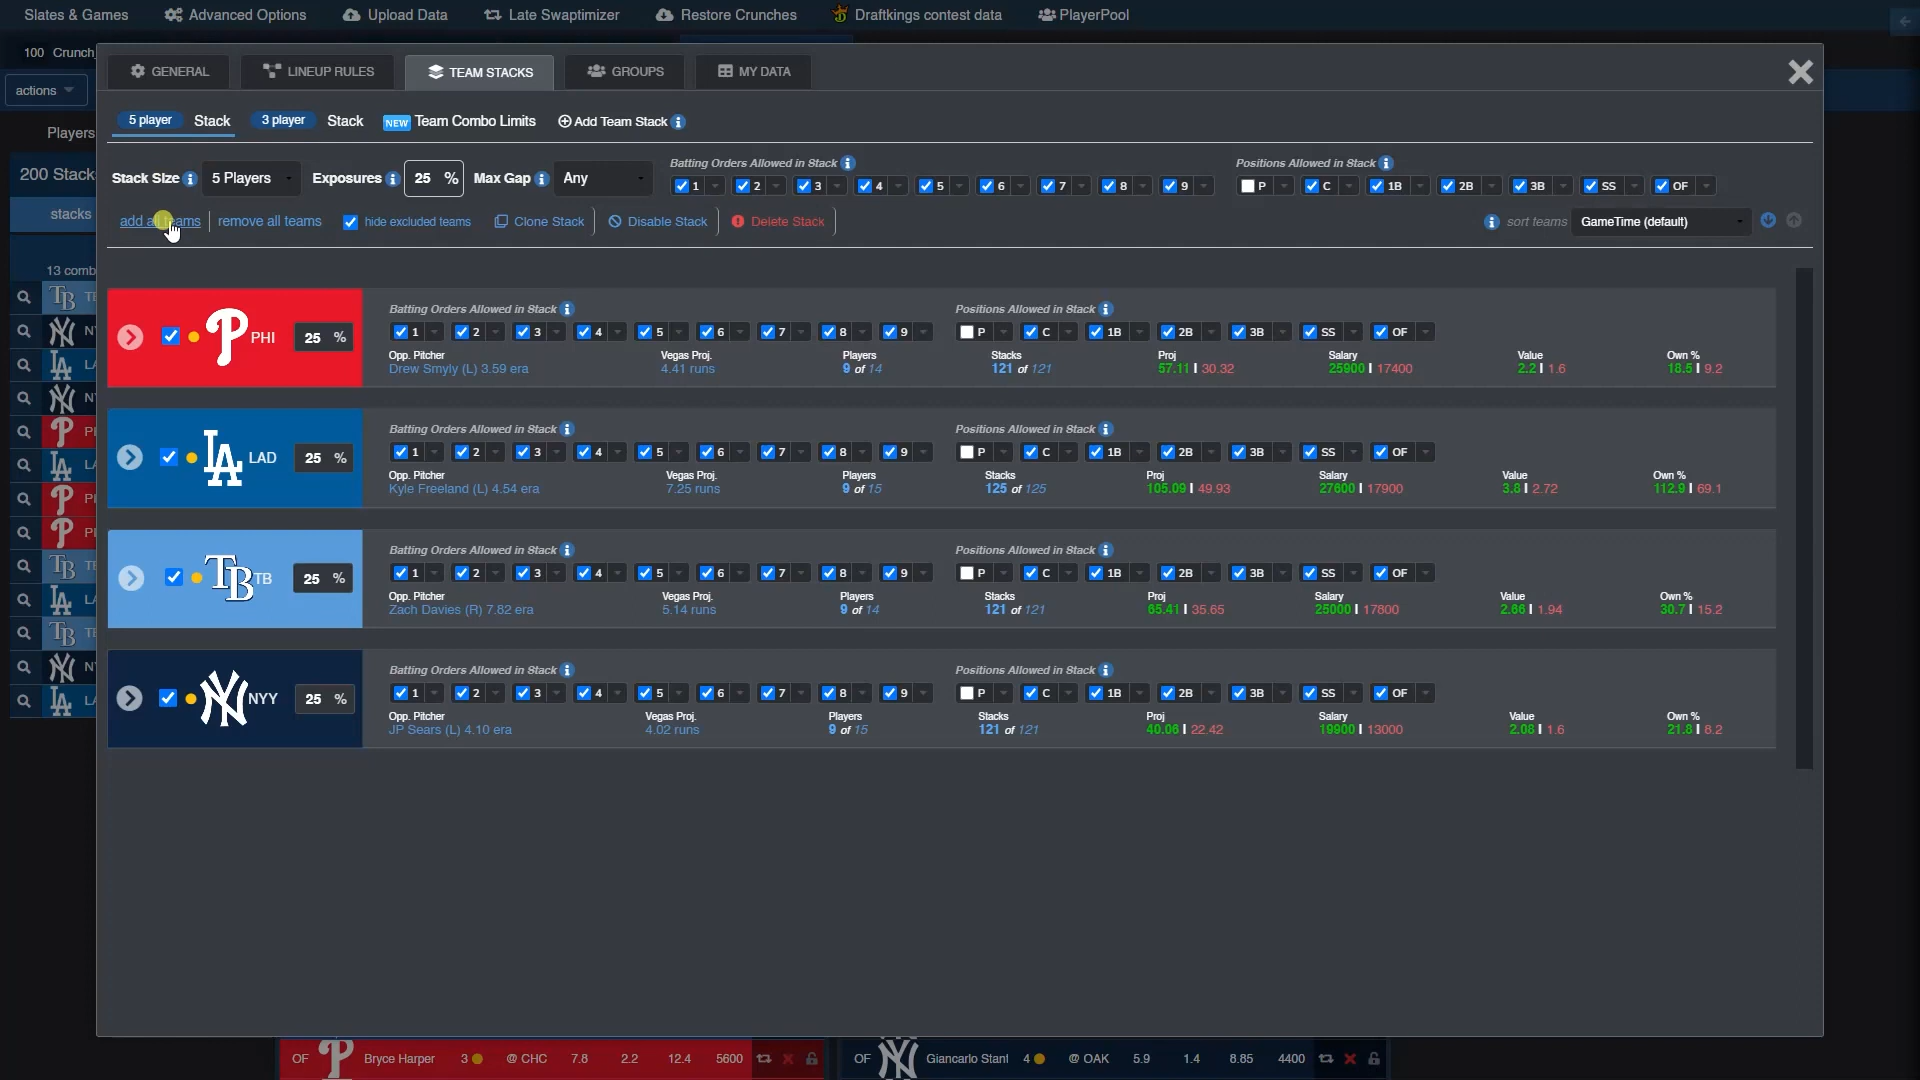 Slates & Games Advanced Options Upload Data Late Swaptimizer Restore Crunches Draftkings contest data PlayerPool
100 Crunch
actions
Players
200 Stack
stacks
13 comb
GENERAL LINEUP RULES TEAM STACKS GROUPS MY DATA
5 player Stack 3 player Stack NEW Team Combo Limits Add Team Stack
Batting Orders Allowed in Stack Positions Allowed in Stack
Stack Size 5 Players Exposures 25 % Max Gap Any 1 2 3 4 5 6 7 8 9 P C 1B 2B 3B SS OF
add all teams remove all teams hide excluded teams Clone Stack Disable Stack Delete Stack sort teams GameTime (default)
Batting Orders Allowed in Stack Positions Allowed in Stack
PHI 25 % 1 2 3 4 5 6 7 8 9 P C 1B 2B 3B SS OF
Opp. Pitcher Vegas Proj. Players Stacks Proj Salary Value Own %
Drew Smyly (L) 3.59 era 4.41 runs 9 of 14 121 of 121 57.11 | 30.32 25900 | 17400 2.2 | 1.6 18.5 | 9.2
Batting Orders Allowed in Stack Positions Allowed in Stack
LA LAD 25 % 1 2 3 4 5 6 7 8 9 P C 1B 2B 3B SS OF
Opp. Pitcher Vegas Proj. Players Stacks Proj Salary Value Own %
Kyle Freeland (L) 4.54 era 7.25 runs 9 of 15 125 of 125 105.09 | 49.93 27600 | 17900 3.8 | 2.72 112.9 | 69.1
Batting Orders Allowed in Stack Positions Allowed in Stack
TB TB 25 % 1 2 3 4 5 6 7 8 9 P C 1B 2B 3B SS OF
Opp. Pitcher Vegas Proj. Players Stacks Proj Salary Value Own %
Zach Davies (R) 7.82 era 5.14 runs 9 of 14 121 of 121 65.41 | 35.65 25000 | 17800 2.66 | 1.94 30.7 | 15.2
Batting Orders Allowed in Stack Positions Allowed in Stack
NY NYY 25 % 1 2 3 4 5 6 7 8 9 P C 1B 2B 3B SS OF
Opp. Pitcher Vegas Proj. Players Stacks Proj Salary Value Own %
JP Sears (L) 4.10 era 4.02 runs 9 of 15 121 of 121 40.06 | 22.42 19900 | 13000 2.08 | 1.6 21.8 | 8.2
OF Bryce Harper 3 @ CHC 7.8 2.2 12.4 5600 OF Giancarlo Stant 4 @ OAK 5.9 1.4 8.85 4400